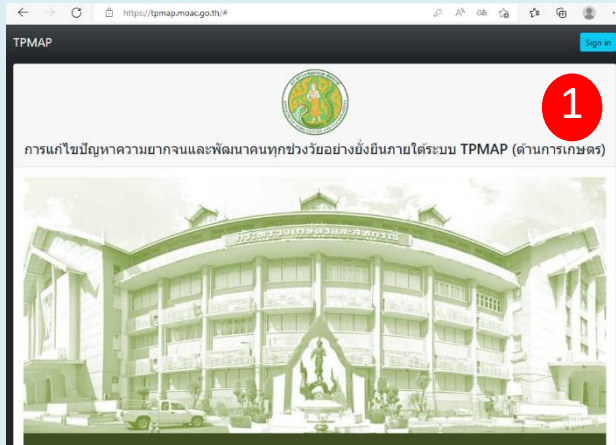 https://tpmap.moac.go.th/#
TPMAP
Sign in
1
การแก้ไขปัญหาความยากจนและพัฒนาคนทุกช่วงวัยอย่างยั่งยืนภายใต้ระบบ TPMAP (ด้านการเกษตร)
กระทรวงเกษตรและสหกรณ์